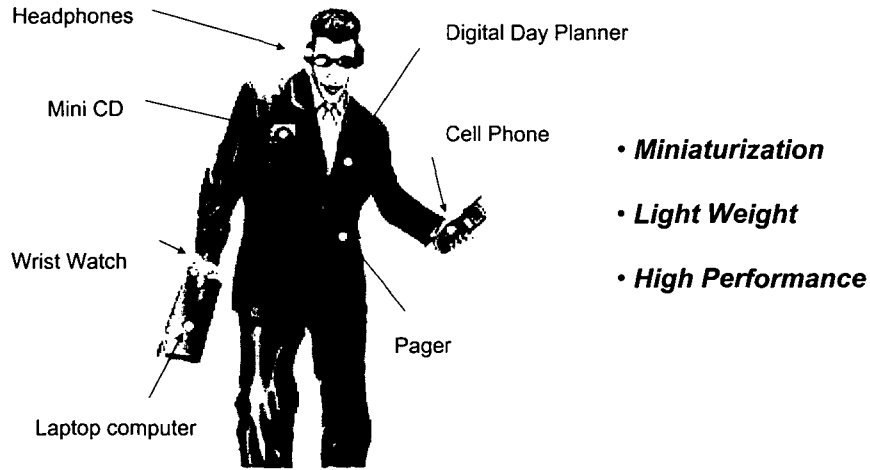 Headphones
Digital Day Planner
Mini CD
Cell Phone
• Miniaturization
• Light Weight
Wrist Watch
• High Performance
Pager
Laptop computer